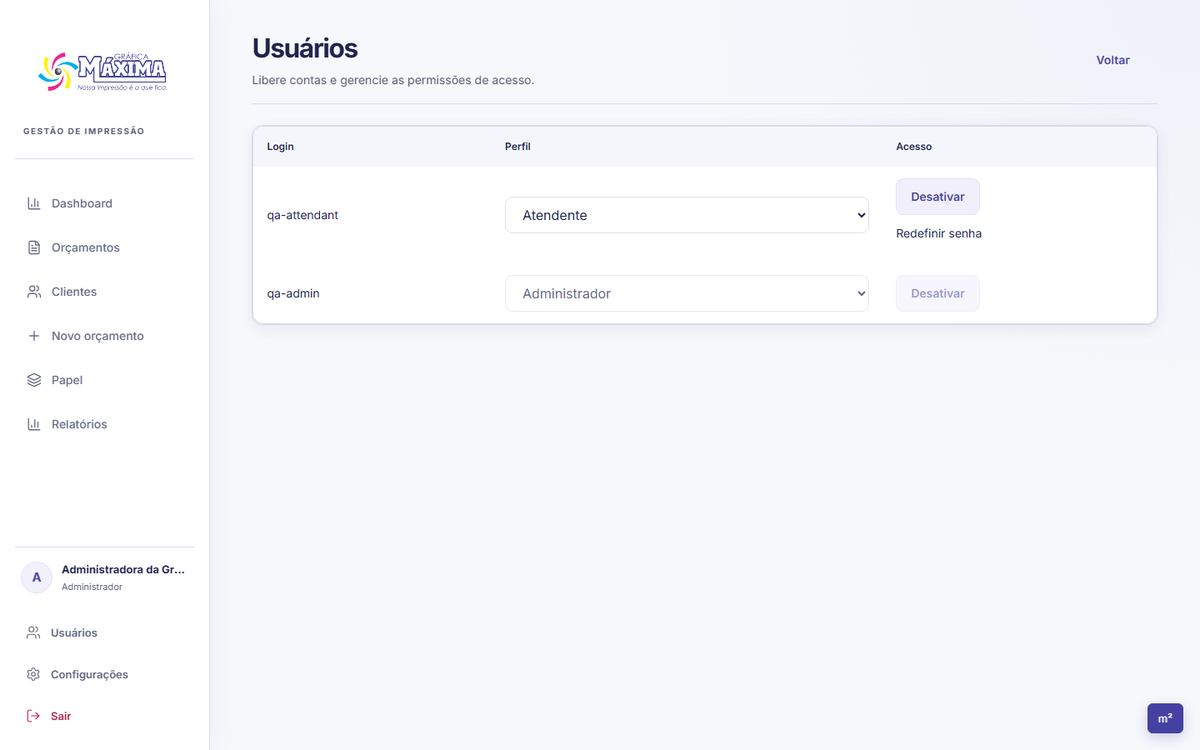 GRÁFICA
MÁXIMA
Nossa Impressão é o que fica.
GESTÃO DE IMPRESSÃO
Dashboard
Orçamentos
Clientes
Novo orçamento
Papel
Relatórios
A
Administradora da Gr...
Administrador
Usuários
Configurações
Sair
Usuários
Libere contas e gerencie as permissões de acesso.
Voltar
Login Perfil Acesso
qa-attendant Atendente Desativar
Redefinir senha
qa-admin Administrador Desativar
m²